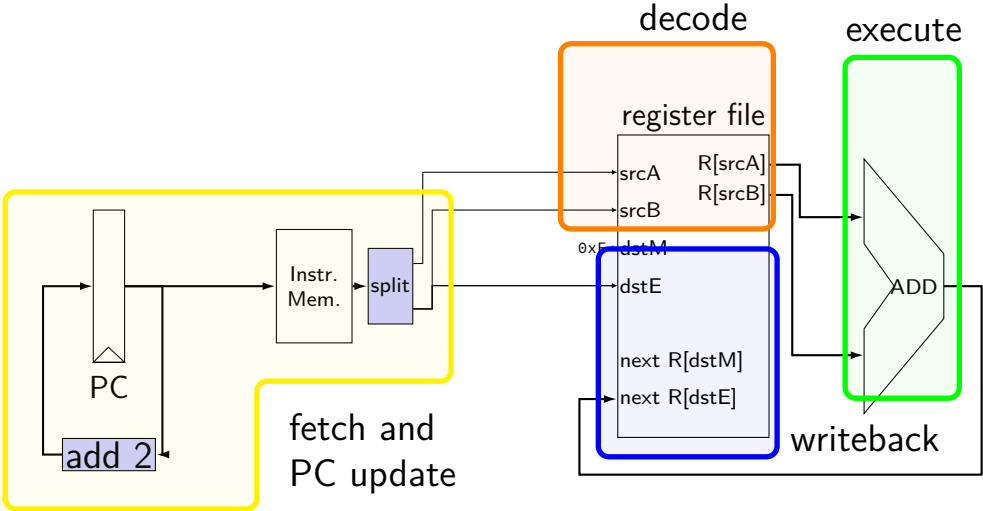 decode
execute
register file
srcA
R[srcA]
R[srcB]
srcB
0xF
dstM
Instr.
Mem.
split
dstE
ADD
next R[dstM]
PC
next R[dstE]
fetch and
PC update
writeback
add 2